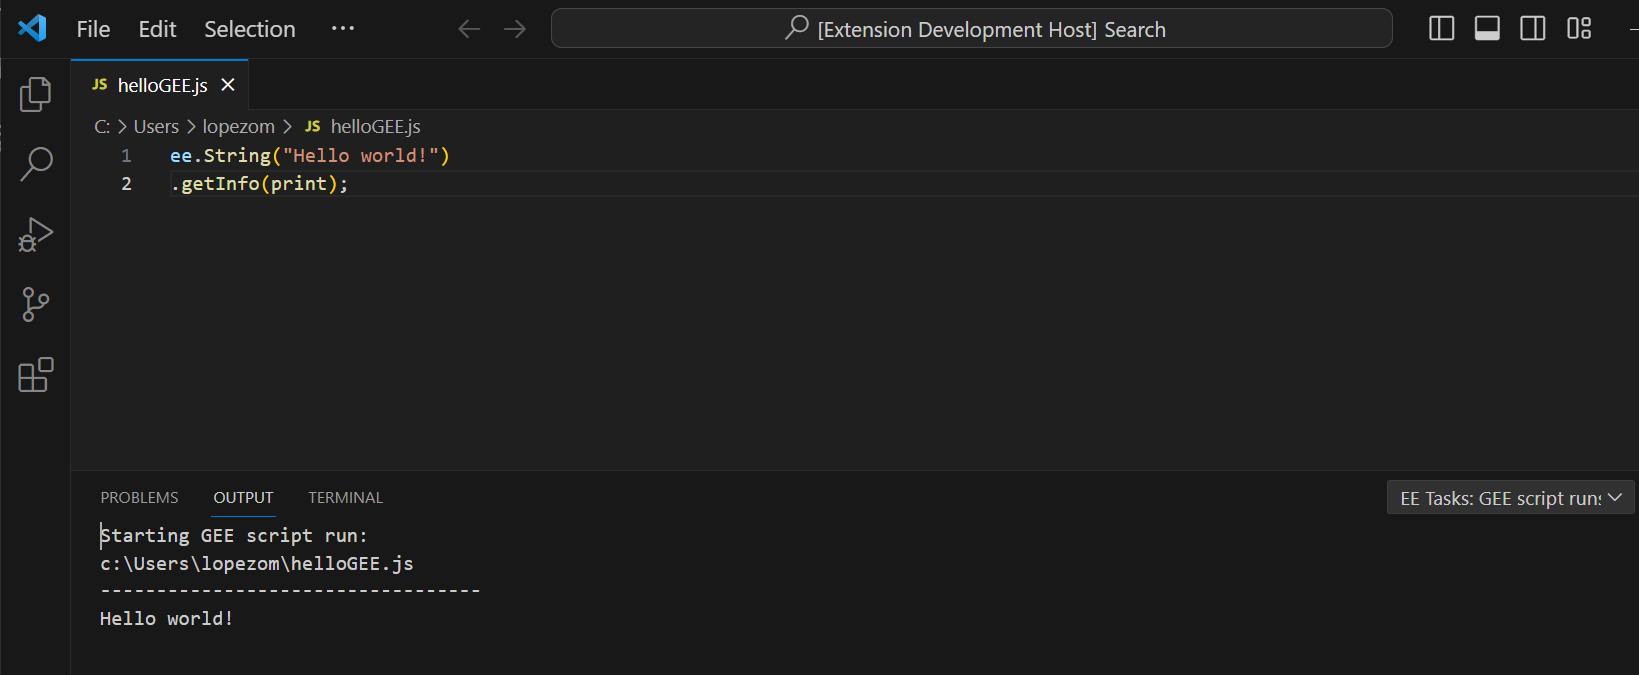 File Edit Selection ···
[Extension Development Host] Search
JS helloGEE.js
C: > Users > lopezom > JS helloGEE.js
1 ee.String("Hello world!")
2 .getInfo(print);
PROBLEMS OUTPUT TERMINAL
EE Tasks: GEE script runs
Starting GEE script run:
c:\Users\lopezom\helloGEE.js
----------------------------------
Hello world!